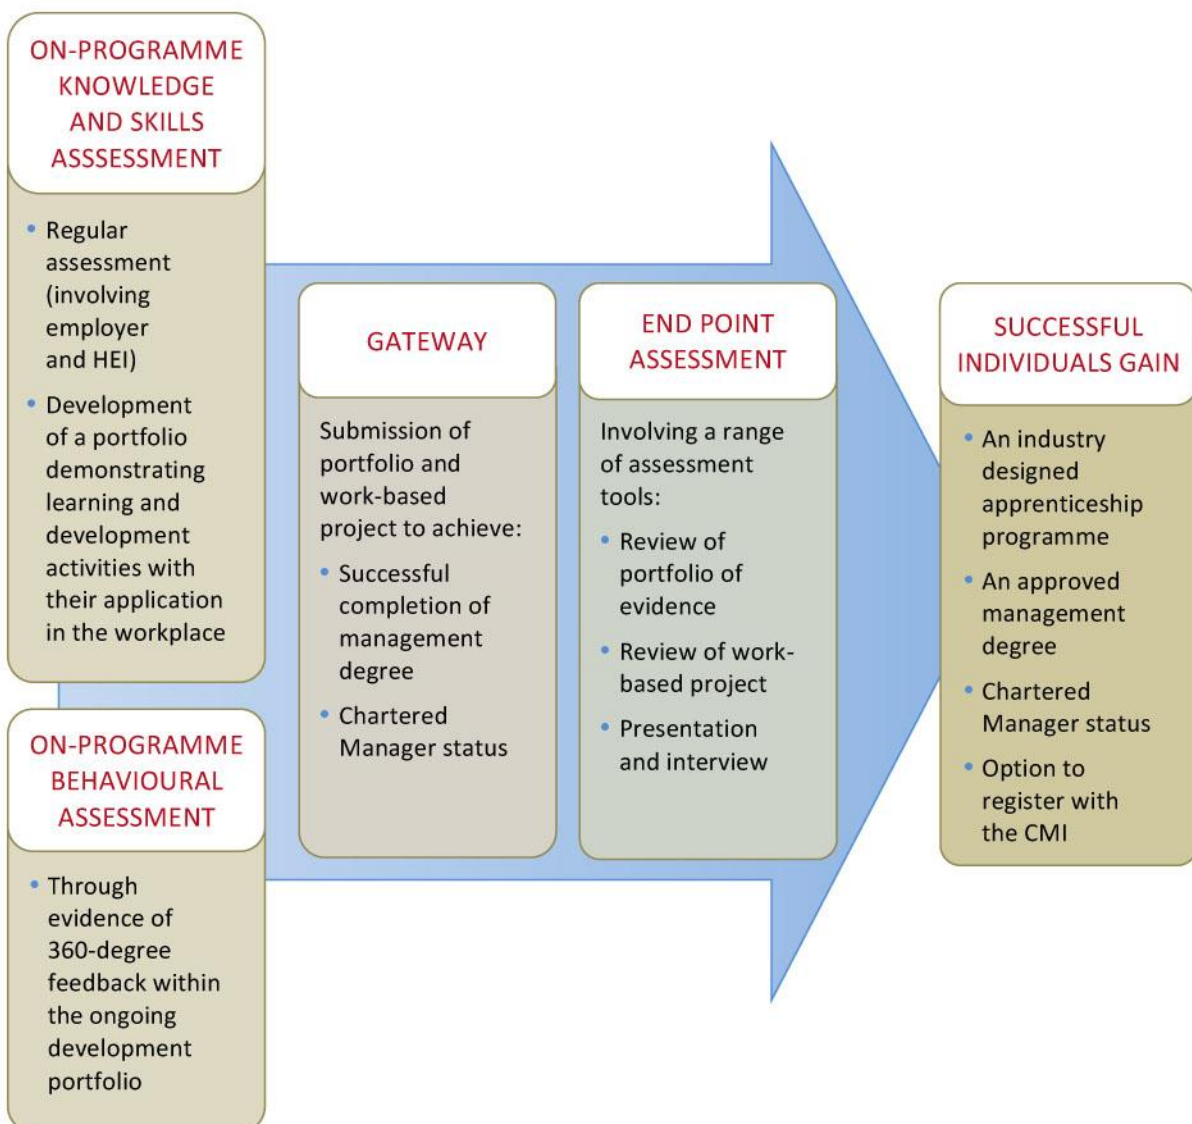 ON-PROGRAMME
KNOWLEDGE
AND SKILLS
ASSSESSMENT
• Regular
assessment
(involving
employer
and HEI)
• Development
of a portfolio
demonstrating
learning and
development
activities with
their application
in the workplace
ON-PROGRAMME
BEHAVIOURAL
ASSESSMENT
• Through
evidence of
360-degree
feedback within
the ongoing
development
portfolio
GATEWAY
Submission of
portfolio and
work-based
project to achieve:
• Successful
completion of
management
degree
• Chartered
Manager status
END POINT
ASSESSMENT
Involving a range
of assessment
tools:
• Review of
portfolio of
evidence
• Review of work-
based project
• Presentation
and interview
SUCCESSFUL
INDIVIDUALS GAIN
• An industry
designed
apprenticeship
programme
• An approved
management
degree
• Chartered
Manager status
• Option to
register with
the CMI